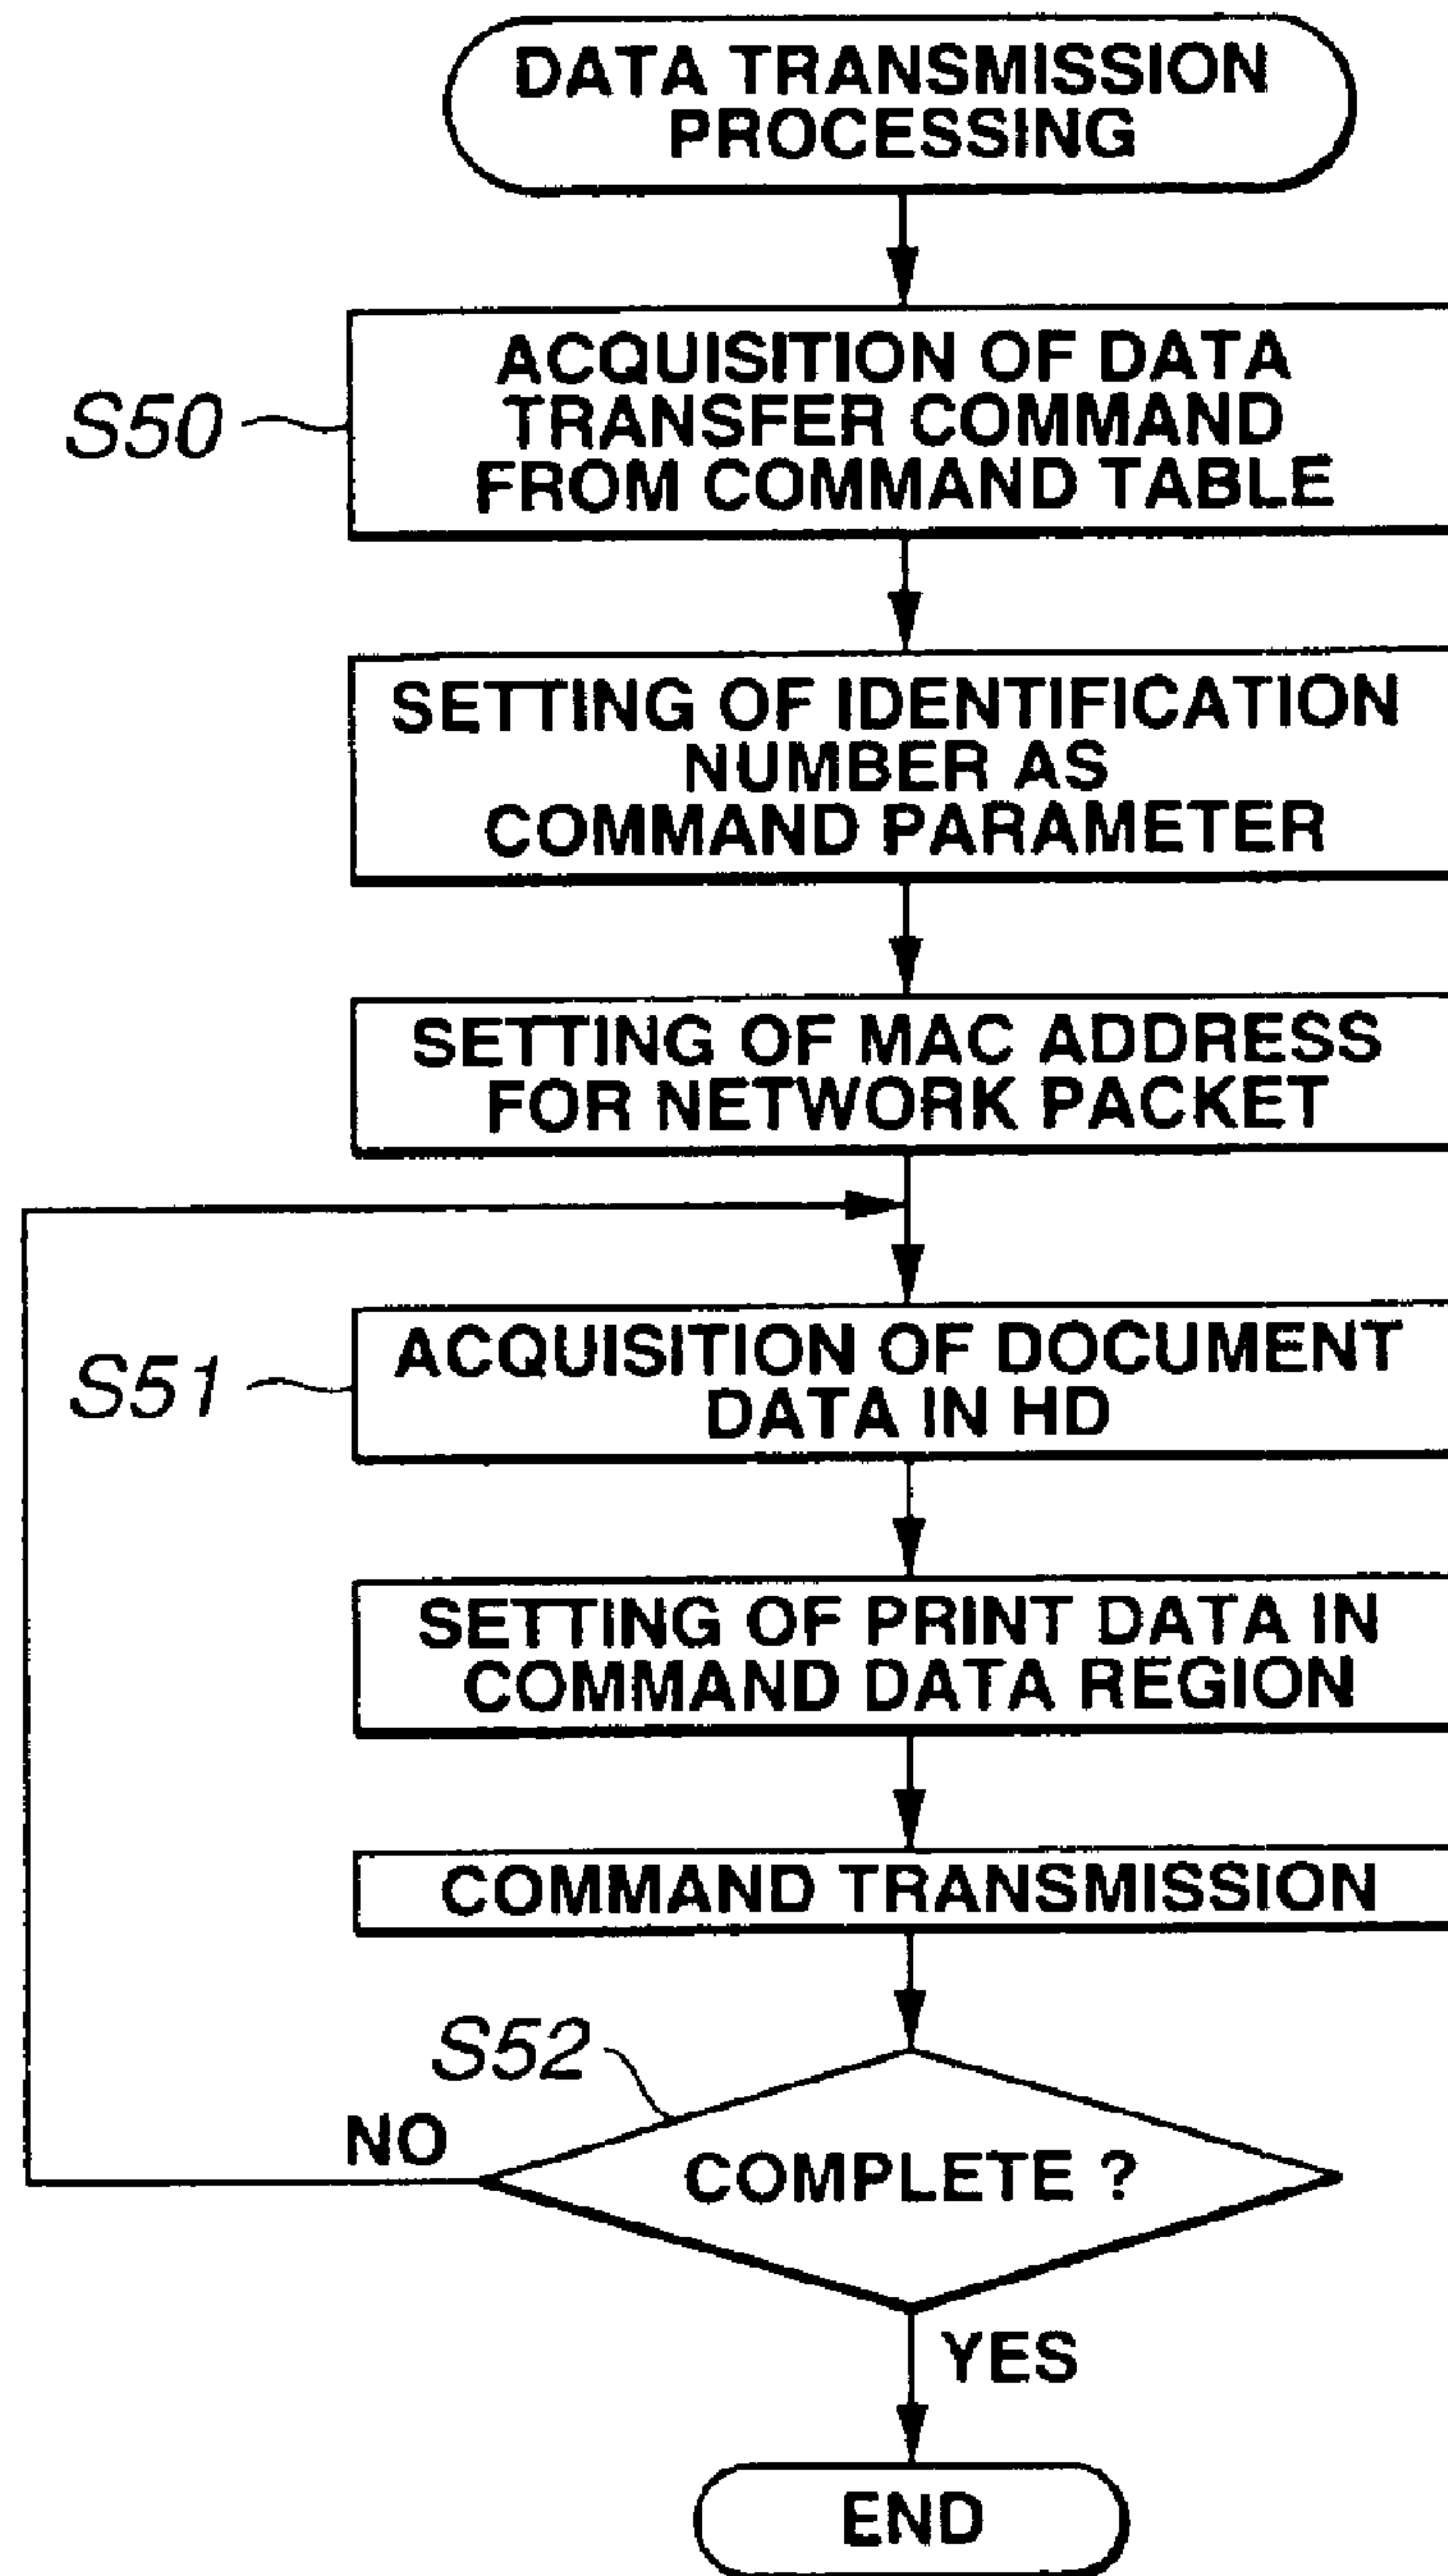 DATA TRANSMISSION
PROCESSING
S50
ACQUISITION OF DATA
TRANSFER COMMAND
FROM COMMAND TABLE
SETTING OF IDENTIFICATION
NUMBER AS
COMMAND PARAMETER
SETTING OF MAC ADDRESS
FOR NETWORK PACKET
S51
ACQUISITION OF DOCUMENT
DATA IN HD
SETTING OF PRINT DATA IN
COMMAND DATA REGION
COMMAND TRANSMISSION
S52
NO
COMPLETE ?
YES
END